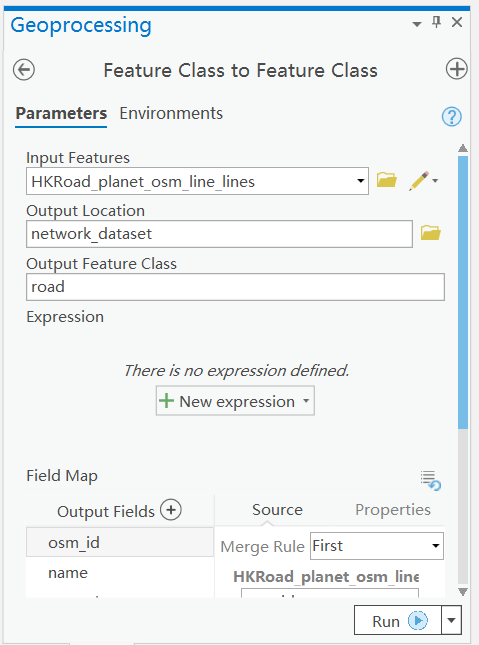 Geoprocessing
Feature Class to Feature Class
Parameters Environments
Input Features
HKRoad_planet_osm_line_lines
Output Location
network_dataset
Output Feature Class
road
Expression
There is no expression defined.
New expression
Field Map
Output Fields Source Properties
osm_id Merge Rule First
name HKRoad_planet_osm_line
Run